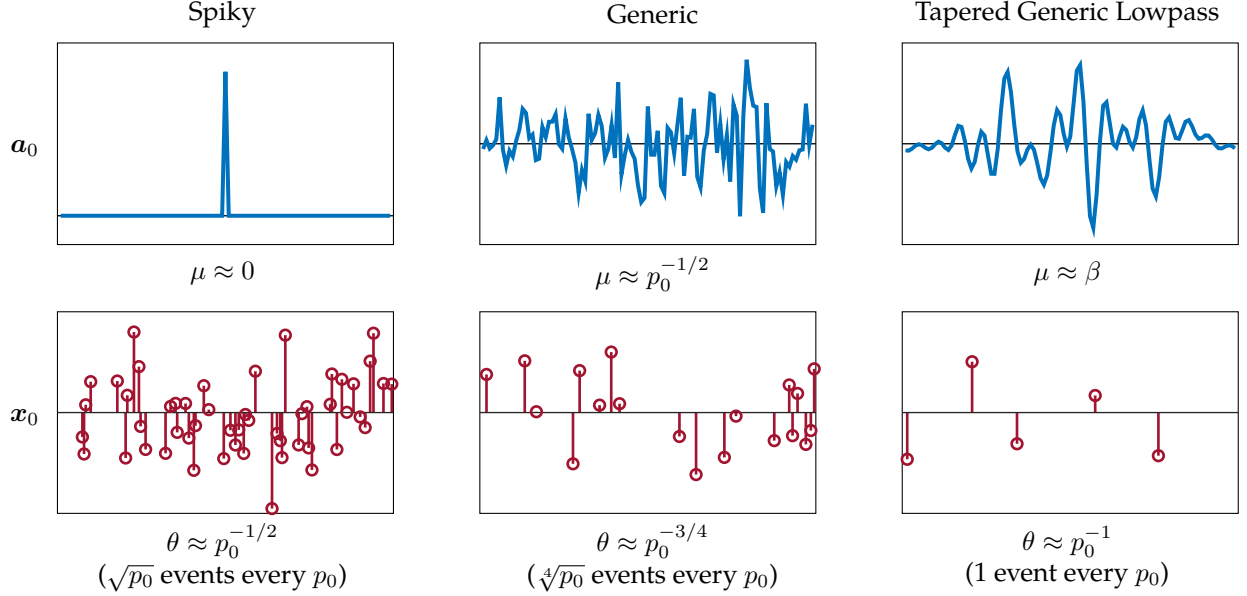 Spiky
Generic
Tapered Generic Lowpass
a₀
μ ≈ 0
μ ≈ p₀^{-1/2}
μ ≈ β
x₀
θ ≈ p₀^{-1/2}
(√p₀ events every p₀)
θ ≈ p₀^{-3/4}
(∜p₀ events every p₀)
θ ≈ p₀^{-1}
(1 event every p₀)